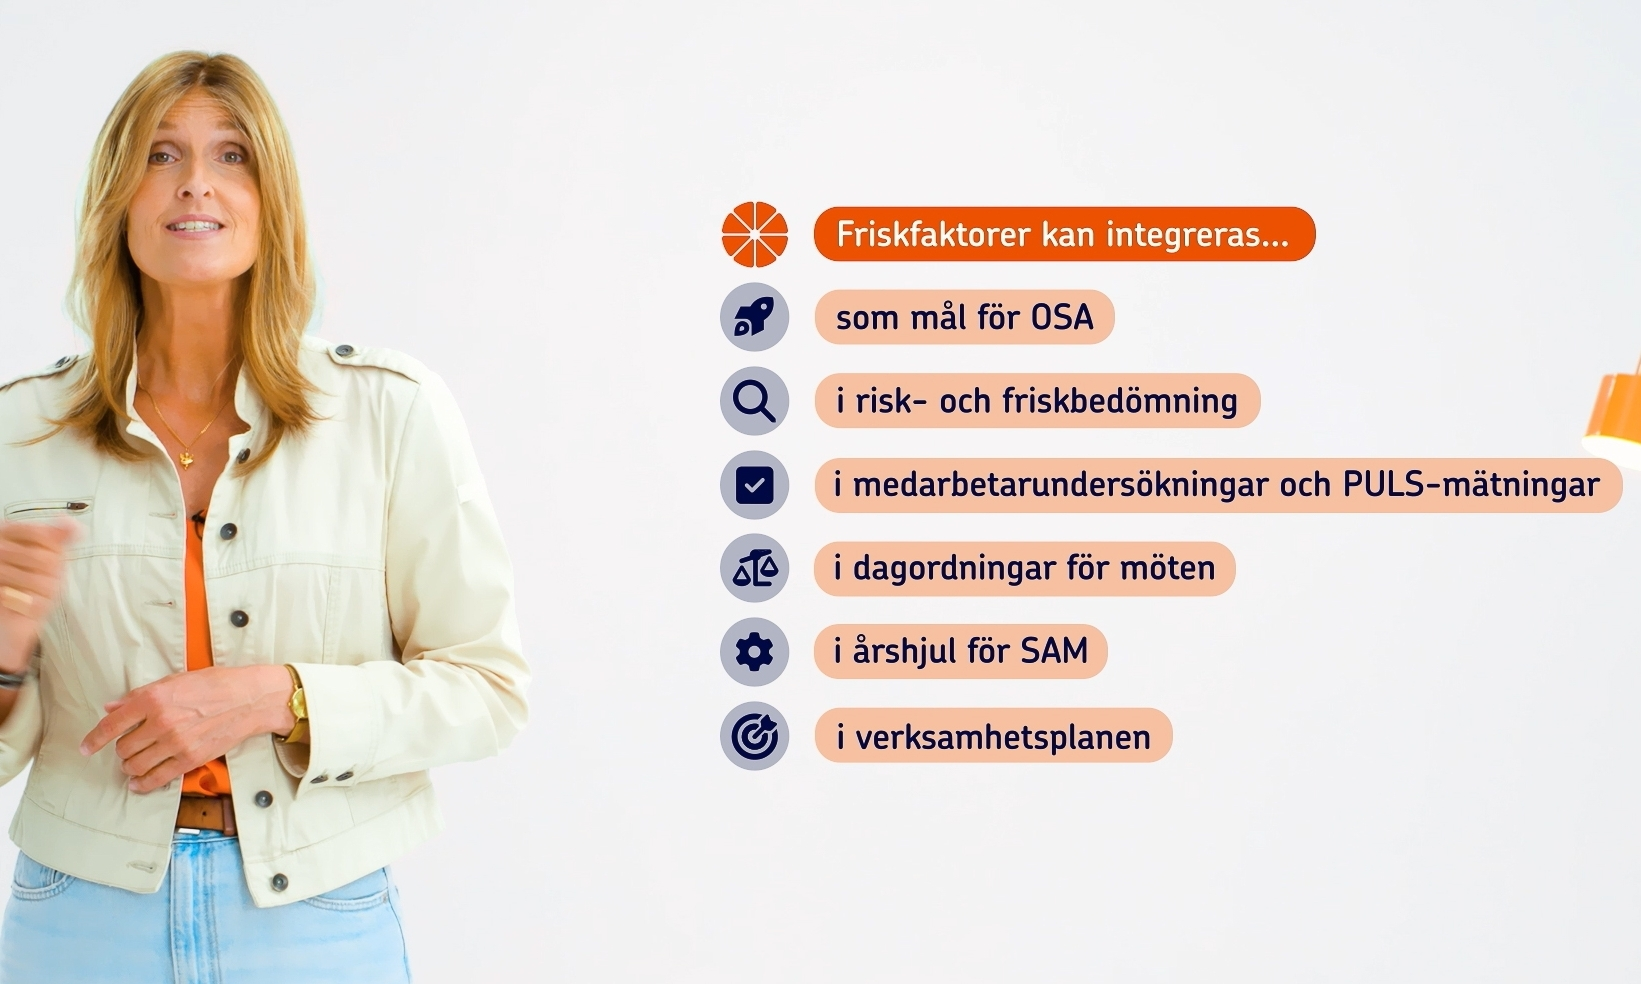 Friskfaktorer kan integreras...
som mål för OSA
i risk- och friskbedömning
i medarbetarundersökningar och PULS-mätningar
i dagordningar för möten
i årshjul för SAM
i verksamhetsplanen